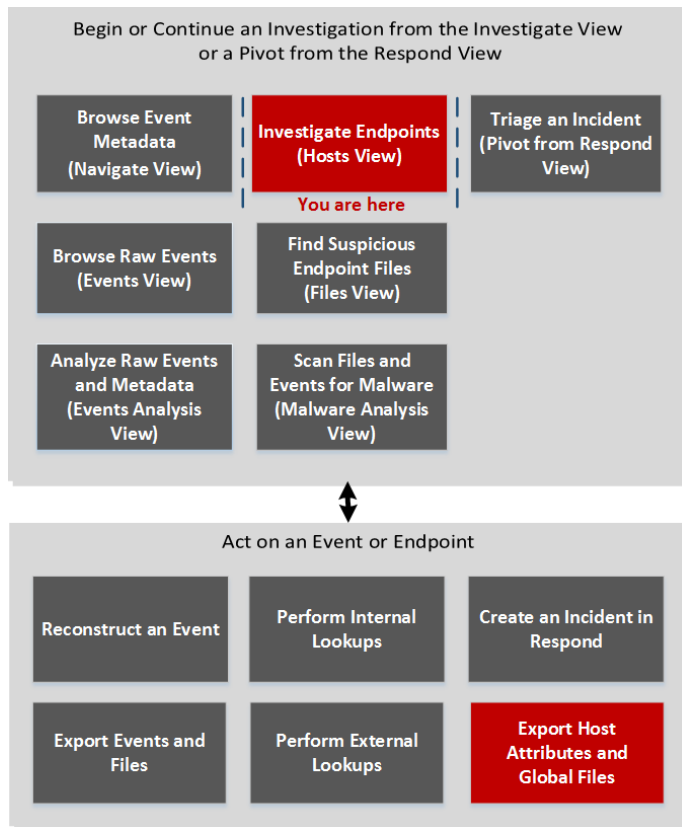 Begin or Continue an Investigation from the Investigate View
or a Pivot from the Respond View
Browse Event
Metadata
(Navigate View)
Investigate Endpoints
(Hosts View)
Triage an Incident
(Pivot from Respond
View)
You are here
Browse Raw Events
(Events View)
Find Suspicious
Endpoint Files
(Files View)
Analyze Raw Events
and Metadata
(Events Analysis
View)
Scan Files and
Events for Malware
(Malware Analysis
View)
Act on an Event or Endpoint
Reconstruct an Event
Perform Internal
Lookups
Create an Incident in
Respond
Export Events and
Files
Perform External
Lookups
Export Host
Attributes and
Global Files